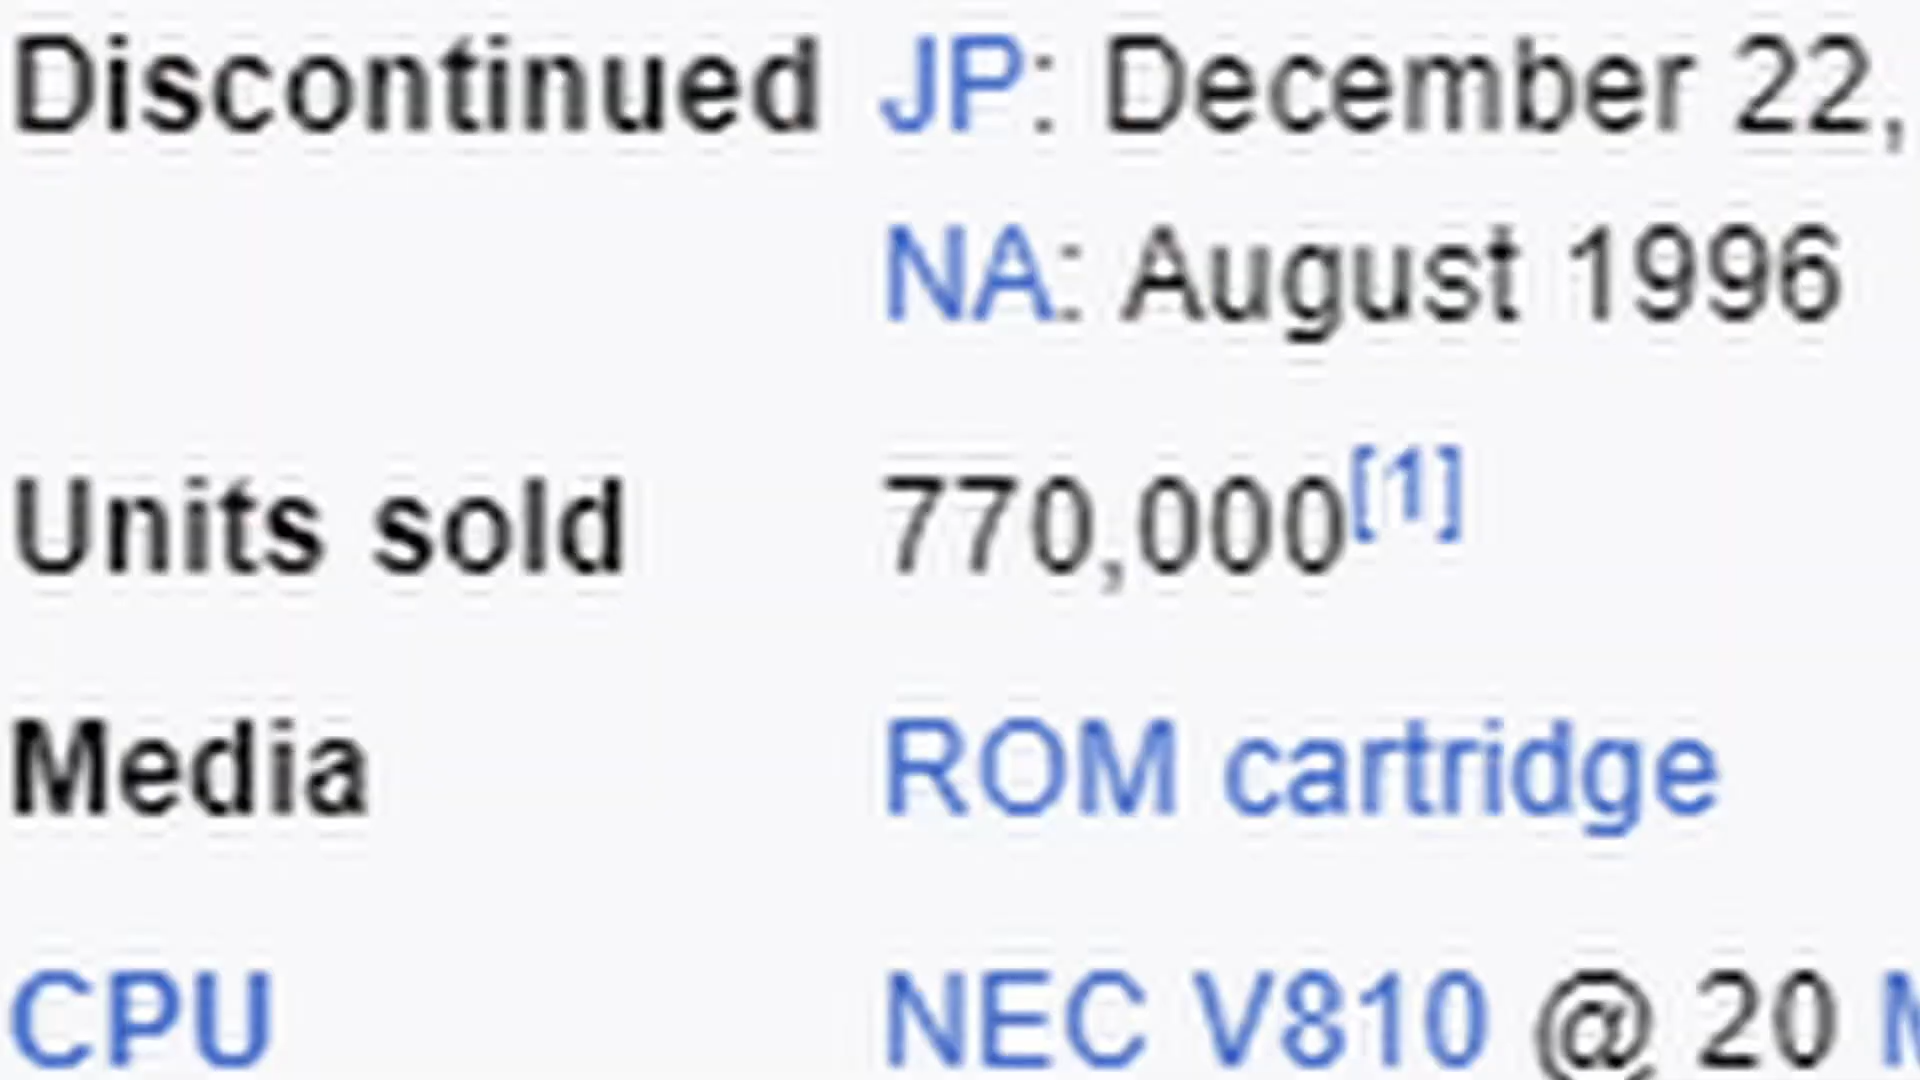 Discontinued JP: December 22,
NA: August 1996
Units sold 770,000[1]
Media ROM cartridge
CPU NEC V810 @ 20 M